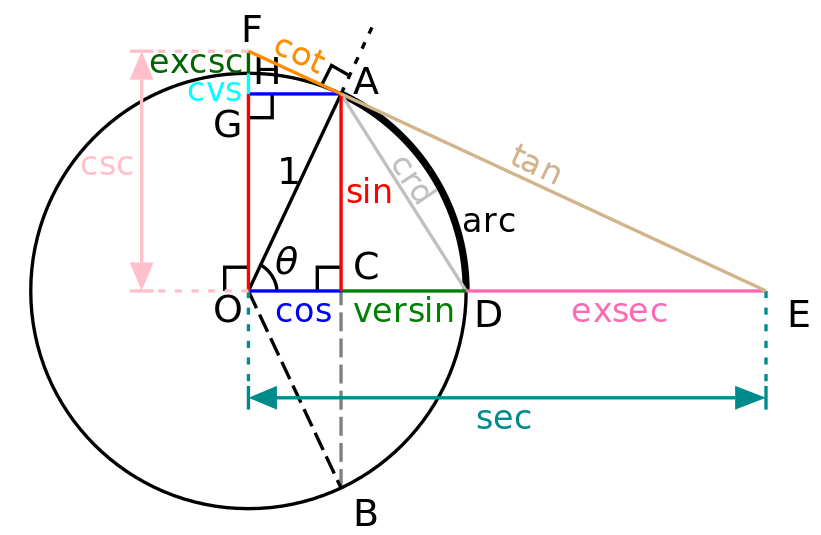 F
cot
excsc
H
A
cvs
G
csc
1
tan
crd
sin
arc
θ
C
O
cos
versin
D
exsec
E
sec
B